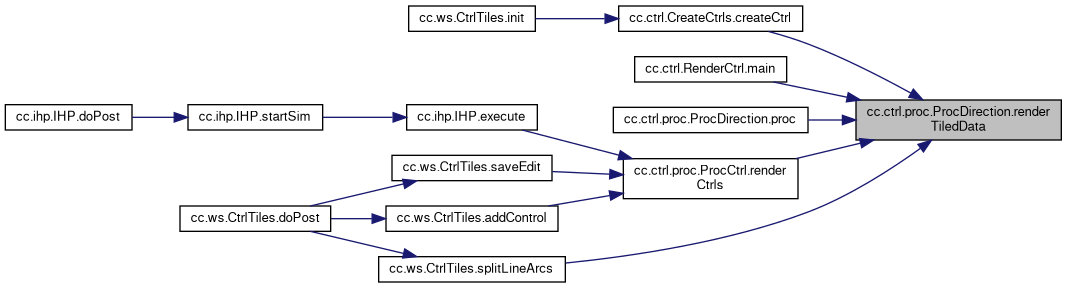 cc.ws.CtrlTiles.init
cc.ctrl.CreateCtrls.createCtrl
cc.ctrl.RenderCtrl.main
cc.ihp.IHP.doPost
cc.ihp.IHP.startSim
cc.ihp.IHP.execute
cc.ctrl.proc.ProcDirection.proc
cc.ctrl.proc.ProcDirection.render
TiledData
cc.ws.CtrlTiles.saveEdit
cc.ctrl.proc.ProcCtrl.render
Ctrls
cc.ws.CtrlTiles.doPost
cc.ws.CtrlTiles.addControl
cc.ws.CtrlTiles.splitLineArcs